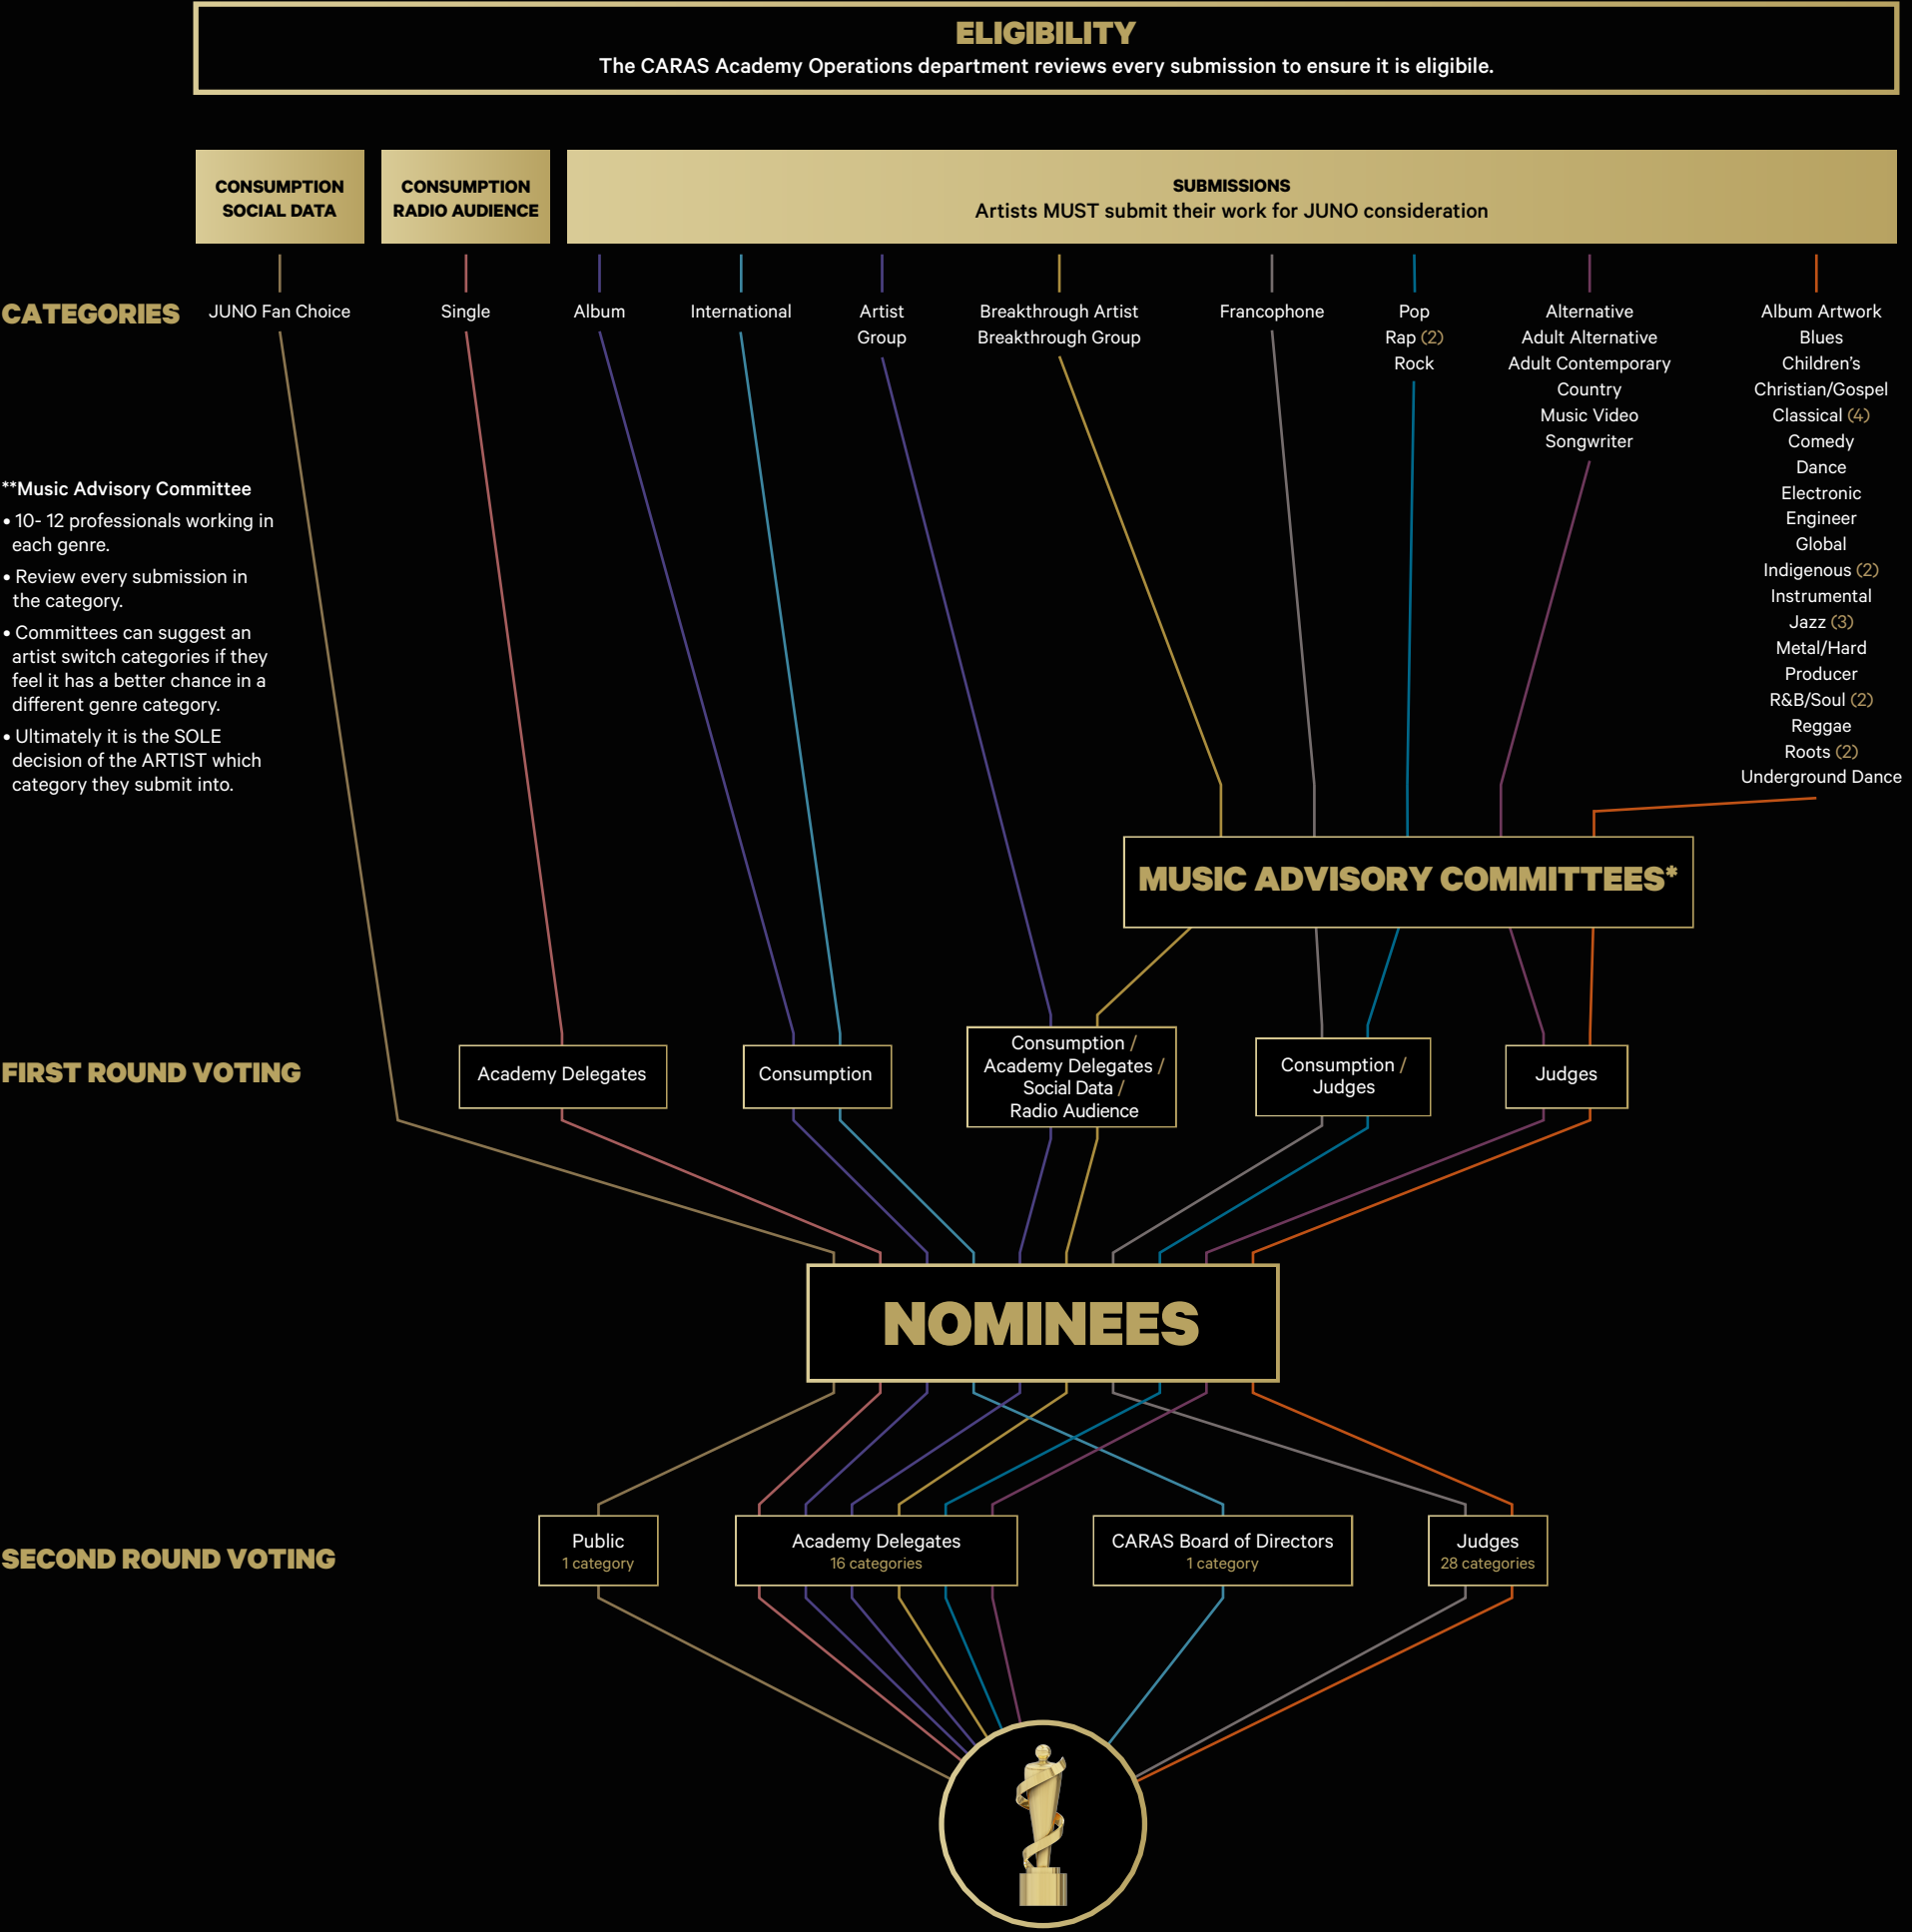 ELIGIBILITY
The CARAS Academy Operations department reviews every submission to ensure it is eligibile.
CONSUMPTION
SOCIAL DATA
CONSUMPTION
RADIO AUDIENCE
SUBMISSIONS
Artists MUST submit their work for JUNO consideration
CATEGORIES
JUNO Fan Choice
Single
Album
International
Artist
Group
Breakthrough Artist
Breakthrough Group
Francophone
Pop
Rap (2)
Rock
Alternative
Adult Alternative
Adult Contemporary
Country
Music Video
Songwriter
Album Artwork
Blues
Children’s
Christian/Gospel
Classical (4)
Comedy
Dance
Electronic
Engineer
Global
Indigenous (2)
Instrumental
Jazz (3)
Metal/Hard
Producer
R&B/Soul (2)
Reggae
Roots (2)
Underground Dance
**Music Advisory Committee
• 10- 12 professionals working in
each genre.
• Review every submission in
the category.
• Committees can suggest an
artist switch categories if they
feel it has a better chance in a
different genre category.
• Ultimately it is the SOLE
decision of the ARTIST which
category they submit into.
MUSIC ADVISORY COMMITTEES*
FIRST ROUND VOTING
Academy Delegates
Consumption
Consumption /
Academy Delegates /
Social Data /
Radio Audience
Consumption /
Judges
Judges
NOMINEES
SECOND ROUND VOTING
Public
1 category
Academy Delegates
16 categories
CARAS Board of Directors
1 category
Judges
28 categories